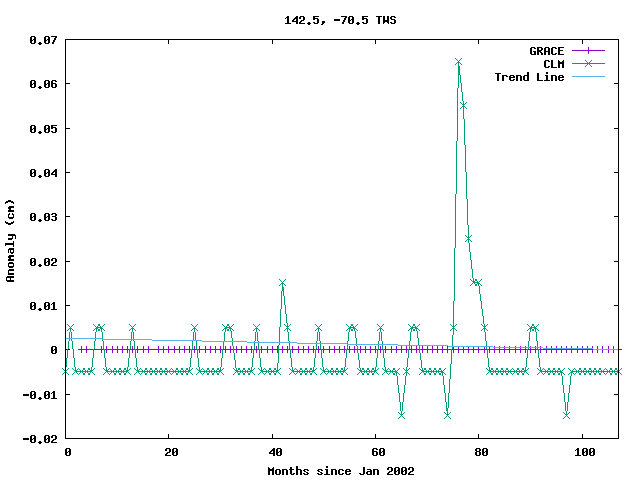 142.5, -70.5 TWS
GRACE
CLM
Trend Line
0.07
0.06
0.05
0.04
0.03
0.02
0.01
0
-0.01
-0.02
Anomaly (cm)
0 20 40 60 80 100
Months since Jan 2002